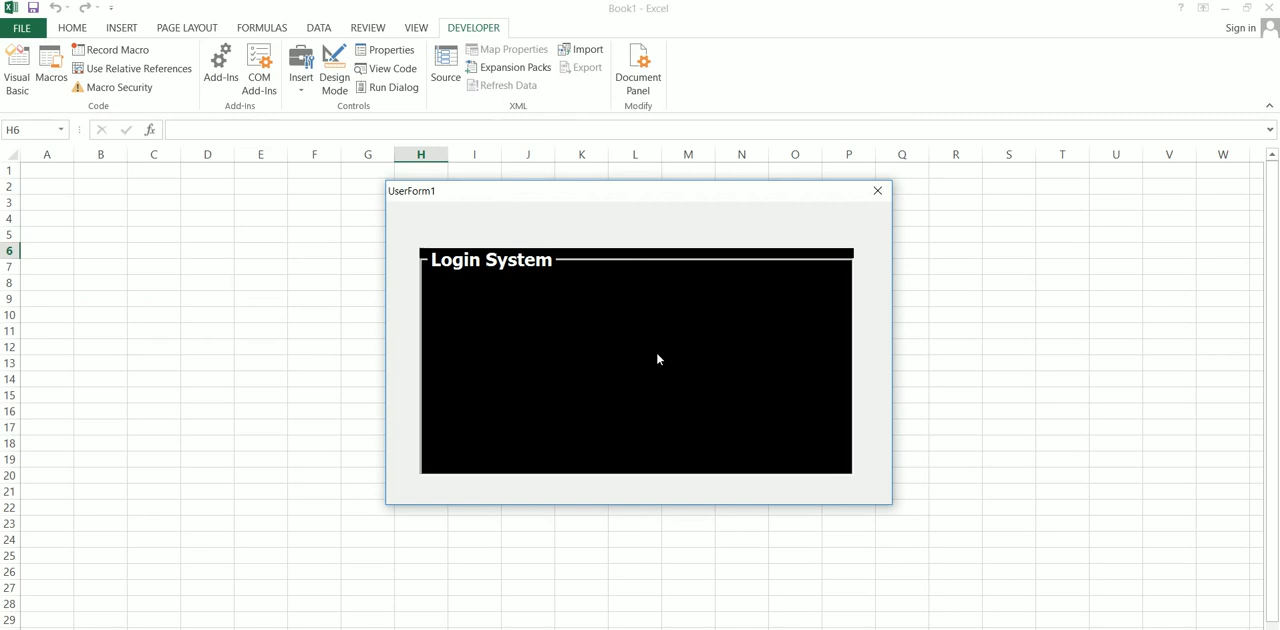 Book1 - Excel
FILE HOME INSERT PAGE LAYOUT FORMULAS DATA REVIEW VIEW DEVELOPER Sign in
Visual Basic
Macros
Record Macro
Use Relative References
Macro Security
Code
Add-Ins
COM Add-Ins
Add-Ins
Insert
Design Mode
Properties
View Code
Run Dialog
Controls
Source
Map Properties
Expansion Packs
Refresh Data
Import
Export
XML
Document Panel
Modify
H6 fx
A B C D E F G H I J K L M N O P Q R S T U V W
1
2
3
4
5
6
7
8
9
10
11
12
13
14
15
16
17
18
19
20
21
22
23
24
25
26
27
28
29
UserForm1
Login System